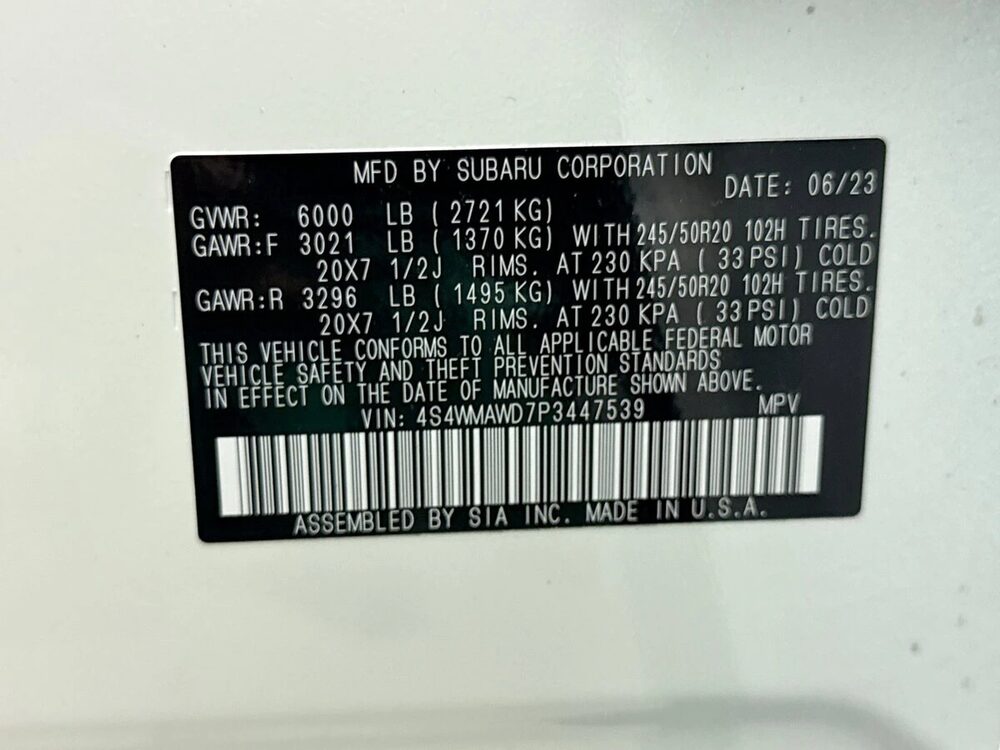 MFD BY SUBARU CORPORATION
DATE: 06/23
GVWR: 6000 LB ( 2721 KG)
GAWR:F 3021 LB ( 1370 KG) WITH 245/50R20 102H TIRES.
20X7 1/2J RIMS. AT 230 KPA ( 33 PSI) COLD
GAWR:R 3296 LB ( 1495 KG) WITH 245/50R20 102H TIRES.
20X7 1/2J RIMS. AT 230 KPA ( 33 PSI) COLD
THIS VEHICLE CONFORMS TO ALL APPLICABLE FEDERAL MOTOR
VEHICLE SAFETY AND THEFT PREVENTION STANDARDS
IN EFFECT ON THE DATE OF MANUFACTURE SHOWN ABOVE.
VIN: 4S4WMAWD7P3447539 MPV
ASSEMBLED BY SIA INC. MADE IN U.S.A.